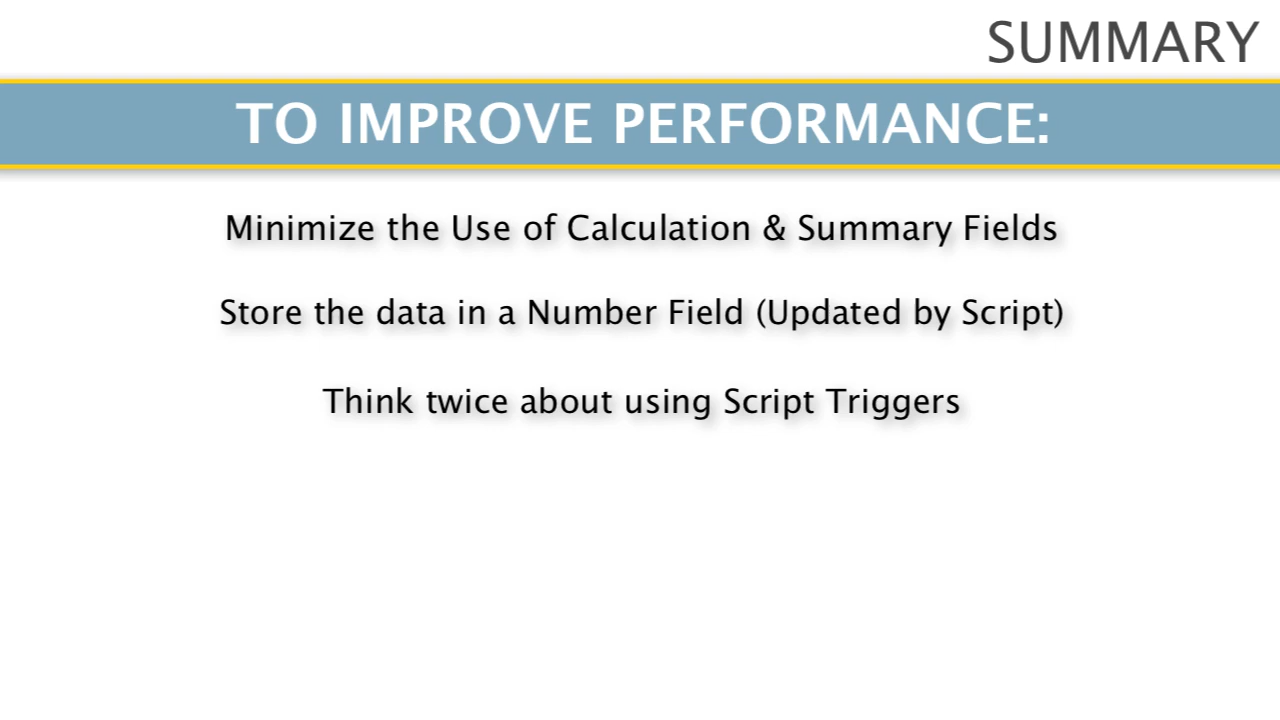 SUMMARY
TO IMPROVE PERFORMANCE:
Minimize the Use of Calculation & Summary Fields
Store the data in a Number Field (Updated by Script)
Think twice about using Script Triggers